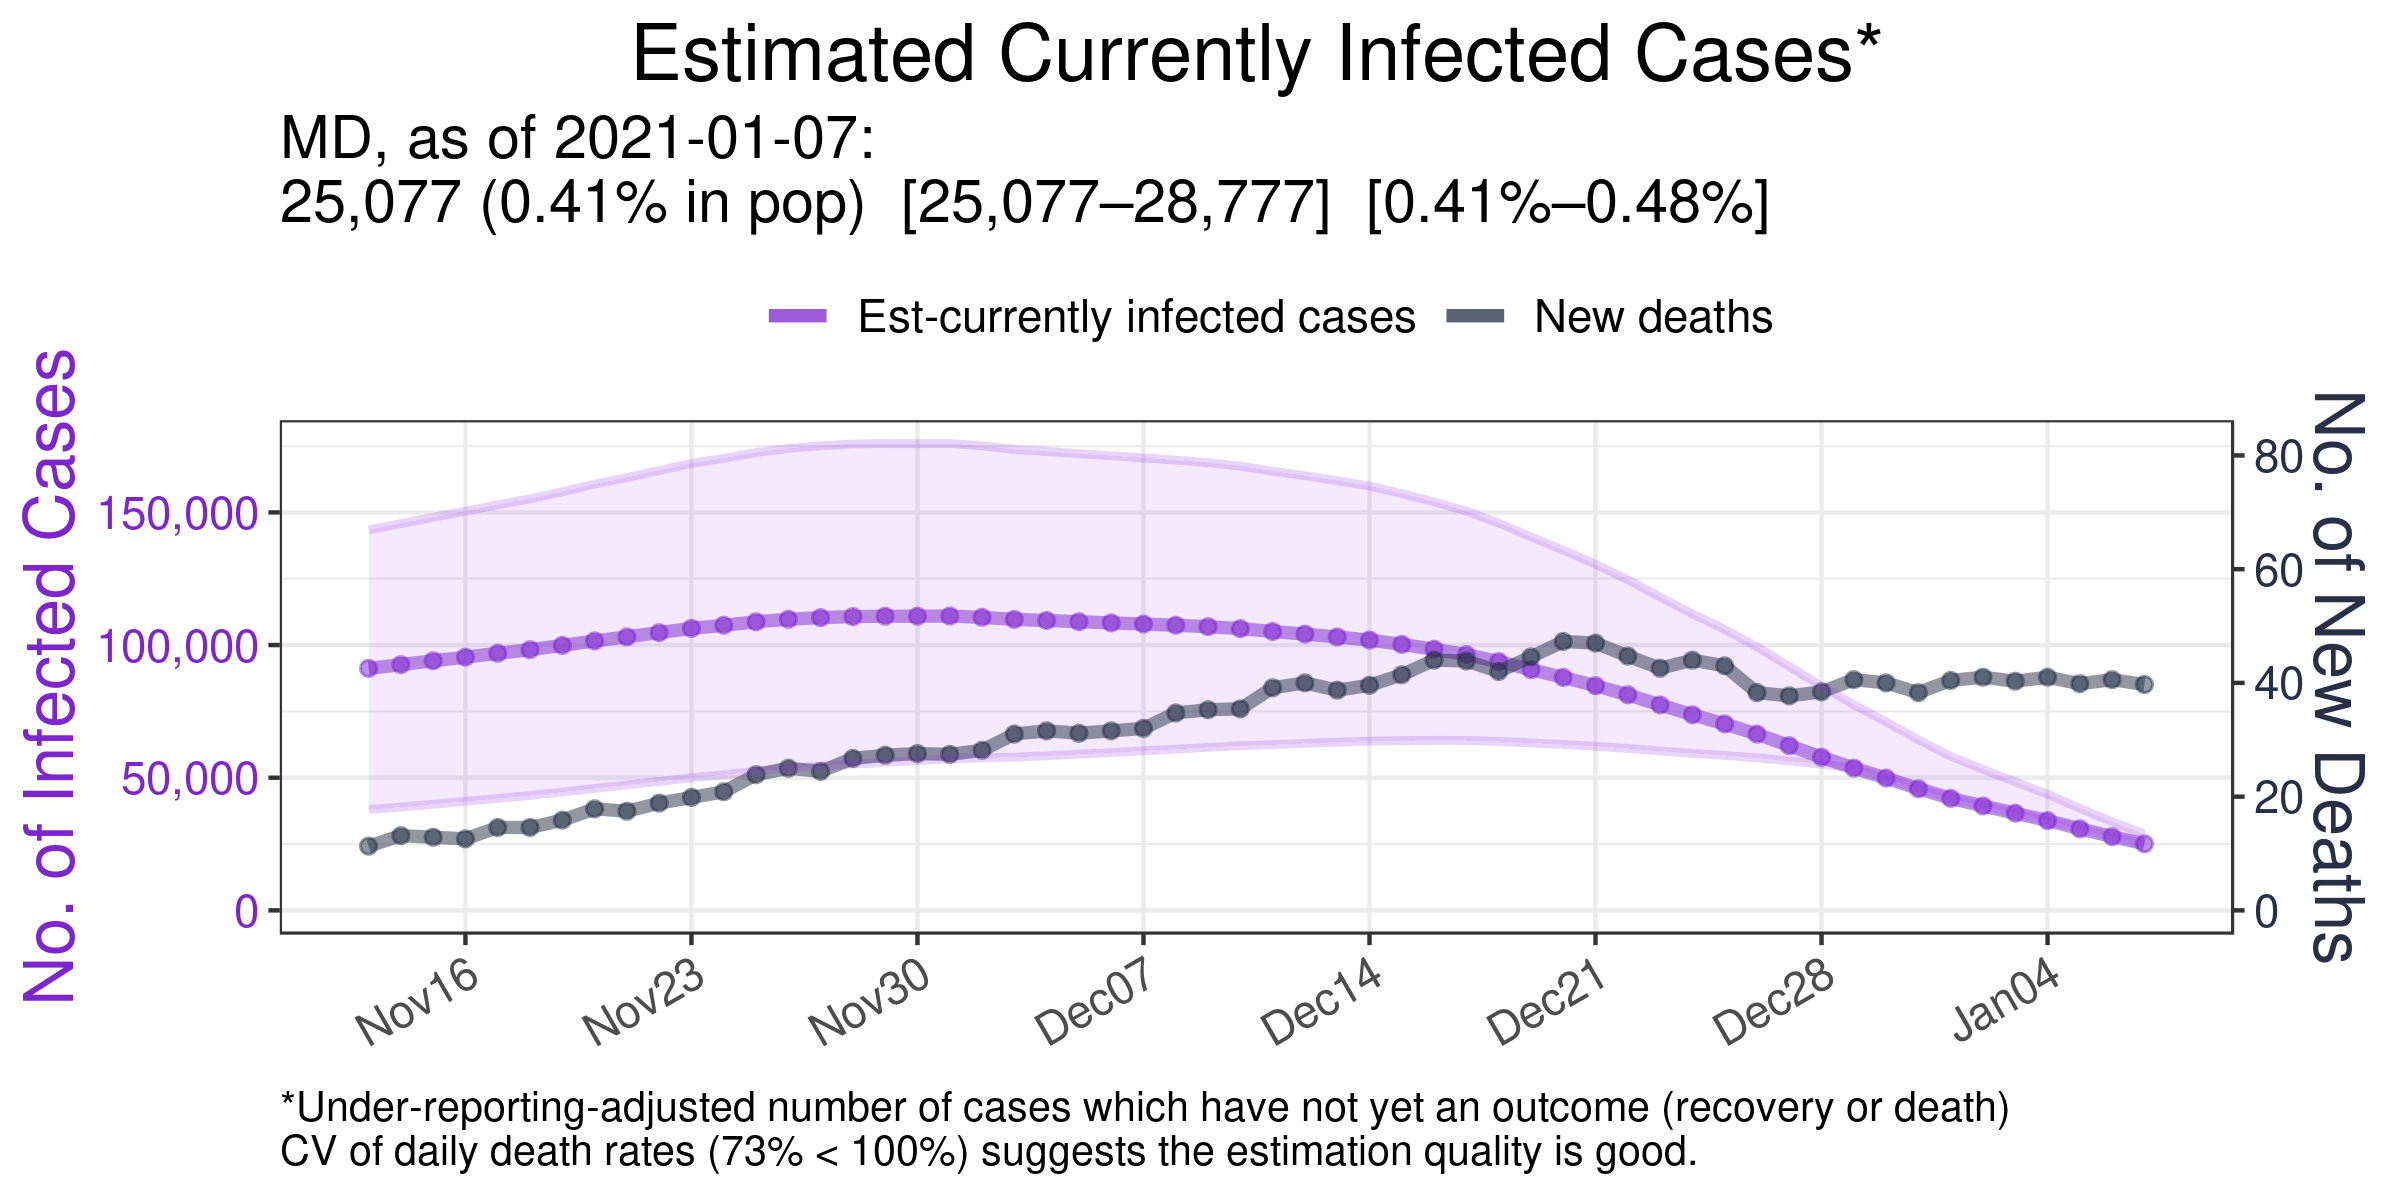 Estimated Currently Infected Cases*
MD, as of 2021-01-07:
25,077 (0.41% in pop)  [25,077–28,777]  [0.41%–0.48%]
Est-currently infected cases
New deaths
No. of Infected Cases
150,000
100,000
50,000
0
80
60
40
20
0
No. of New Deaths
Nov16
Nov23
Nov30
Dec07
Dec14
Dec21
Dec28
Jan04
*Under-reporting-adjusted number of cases which have not yet an outcome (recovery or death)
CV of daily death rates (73% < 100%) suggests the estimation quality is good.